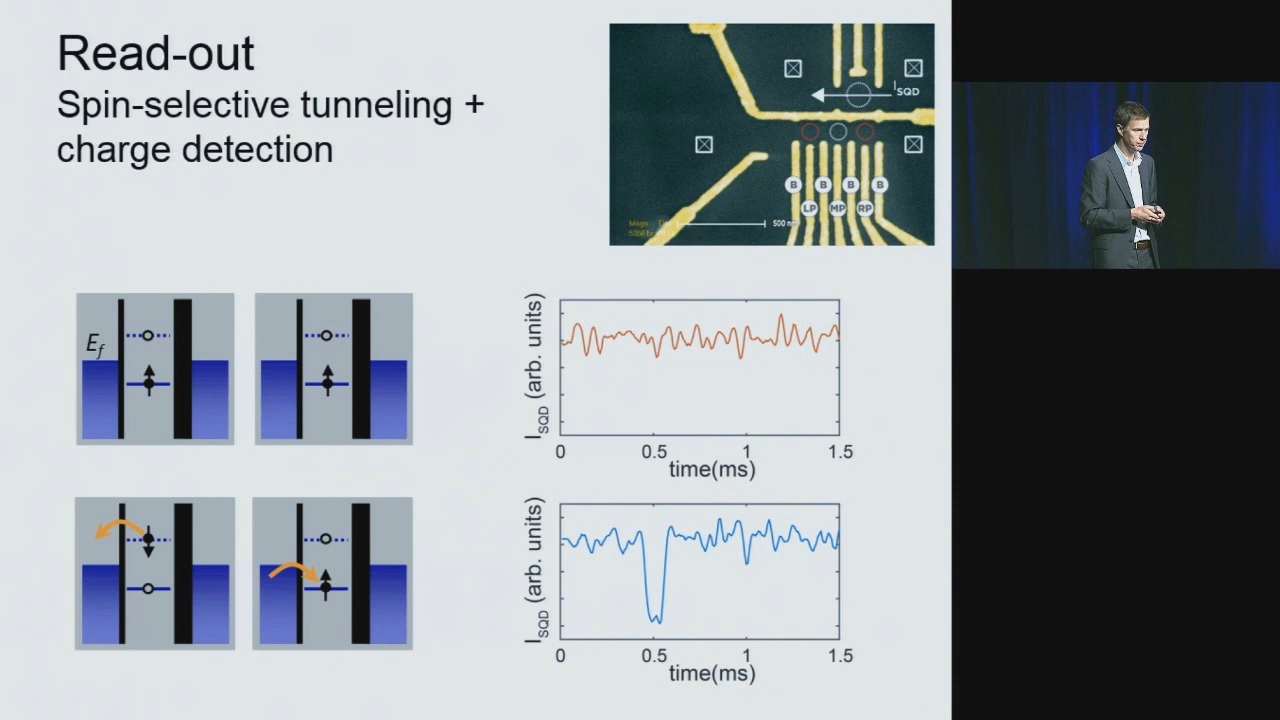 Read-out
Spin-selective tunneling +
charge detection
I SQD
B B B B
LP MP RP
500 nm
E_f
I_SQD (arb. units)
0 0.5 1 1.5
time(ms)
I_SQD (arb. units)
0 0.5 1 1.5
time(ms)